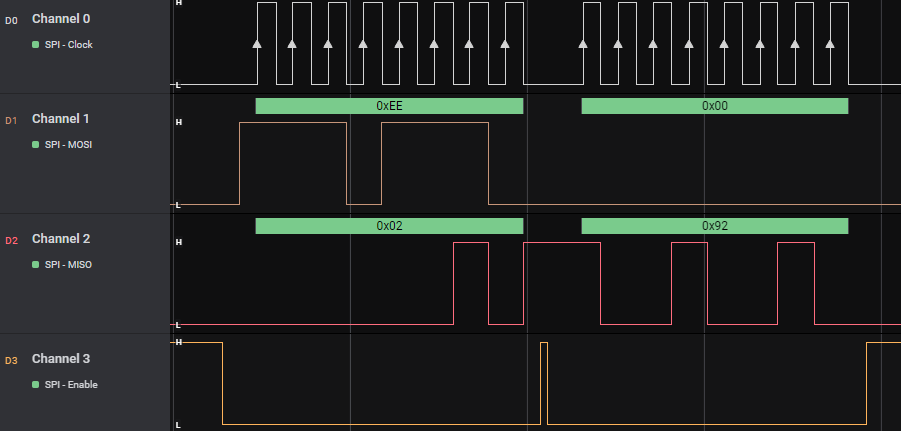 D0 Channel 0 H
SPI - Clock
L
0xEE 0x00
D1 Channel 1 H
SPI - MOSI
L
0x02 0x92
D2 Channel 2 H
SPI - MISO
L
D3 Channel 3 H
SPI - Enable
L